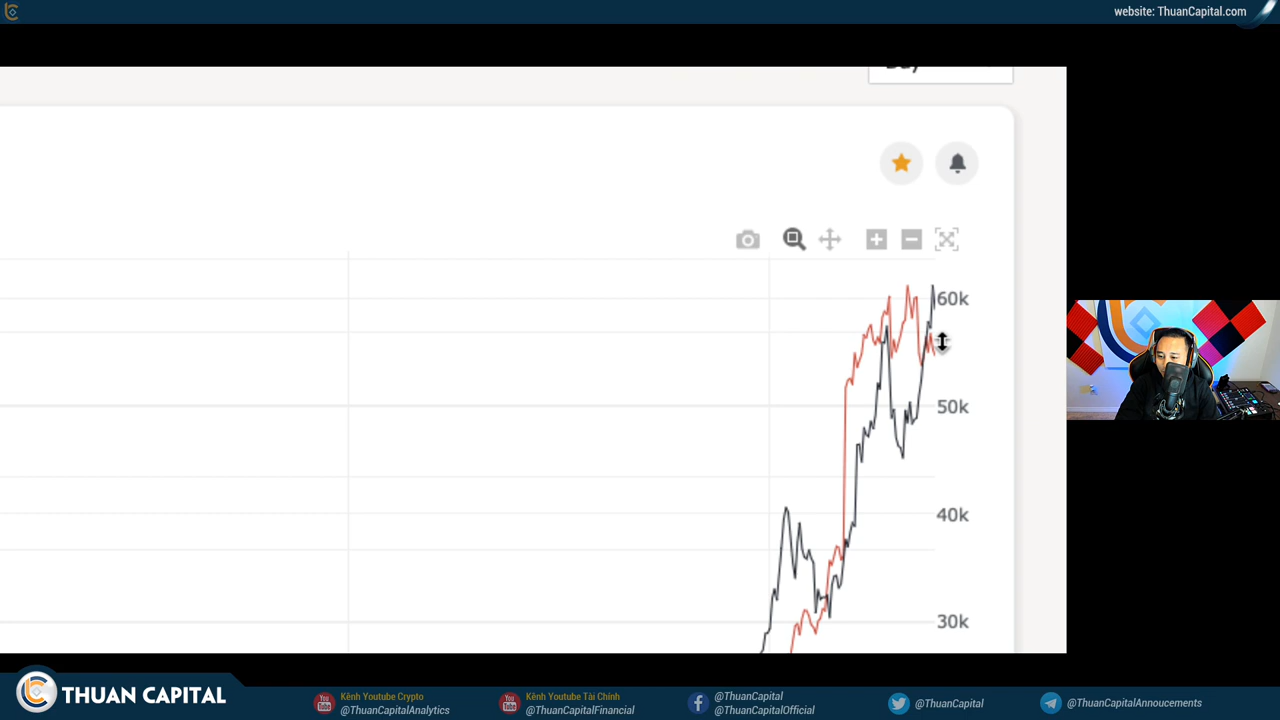 website: ThuanCapital.com
Day
60k
50k
40k
30k
THUAN CAPITAL
Kênh Youtube Crypto
@ThuanCapitalAnalytics
Kênh Youtube Tài Chính
@ThuanCapitalFinancial
@ThuanCapital
@ThuanCapitalOfficial
@ThuanCapital
@ThuanCapitalAnnoucements